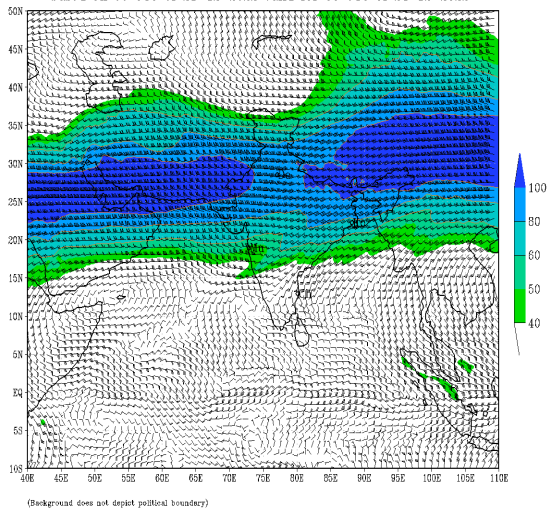 50N
45N
40N
35N
30N
25N
20N
15N
10N
5N
EQ
5S
10S
40E 45E 50E 55E 60E 65E 70E 75E 80E 85E 90E 95E 100E 105E 110E
100
80
60
50
40
(Background does not depict political boundary)